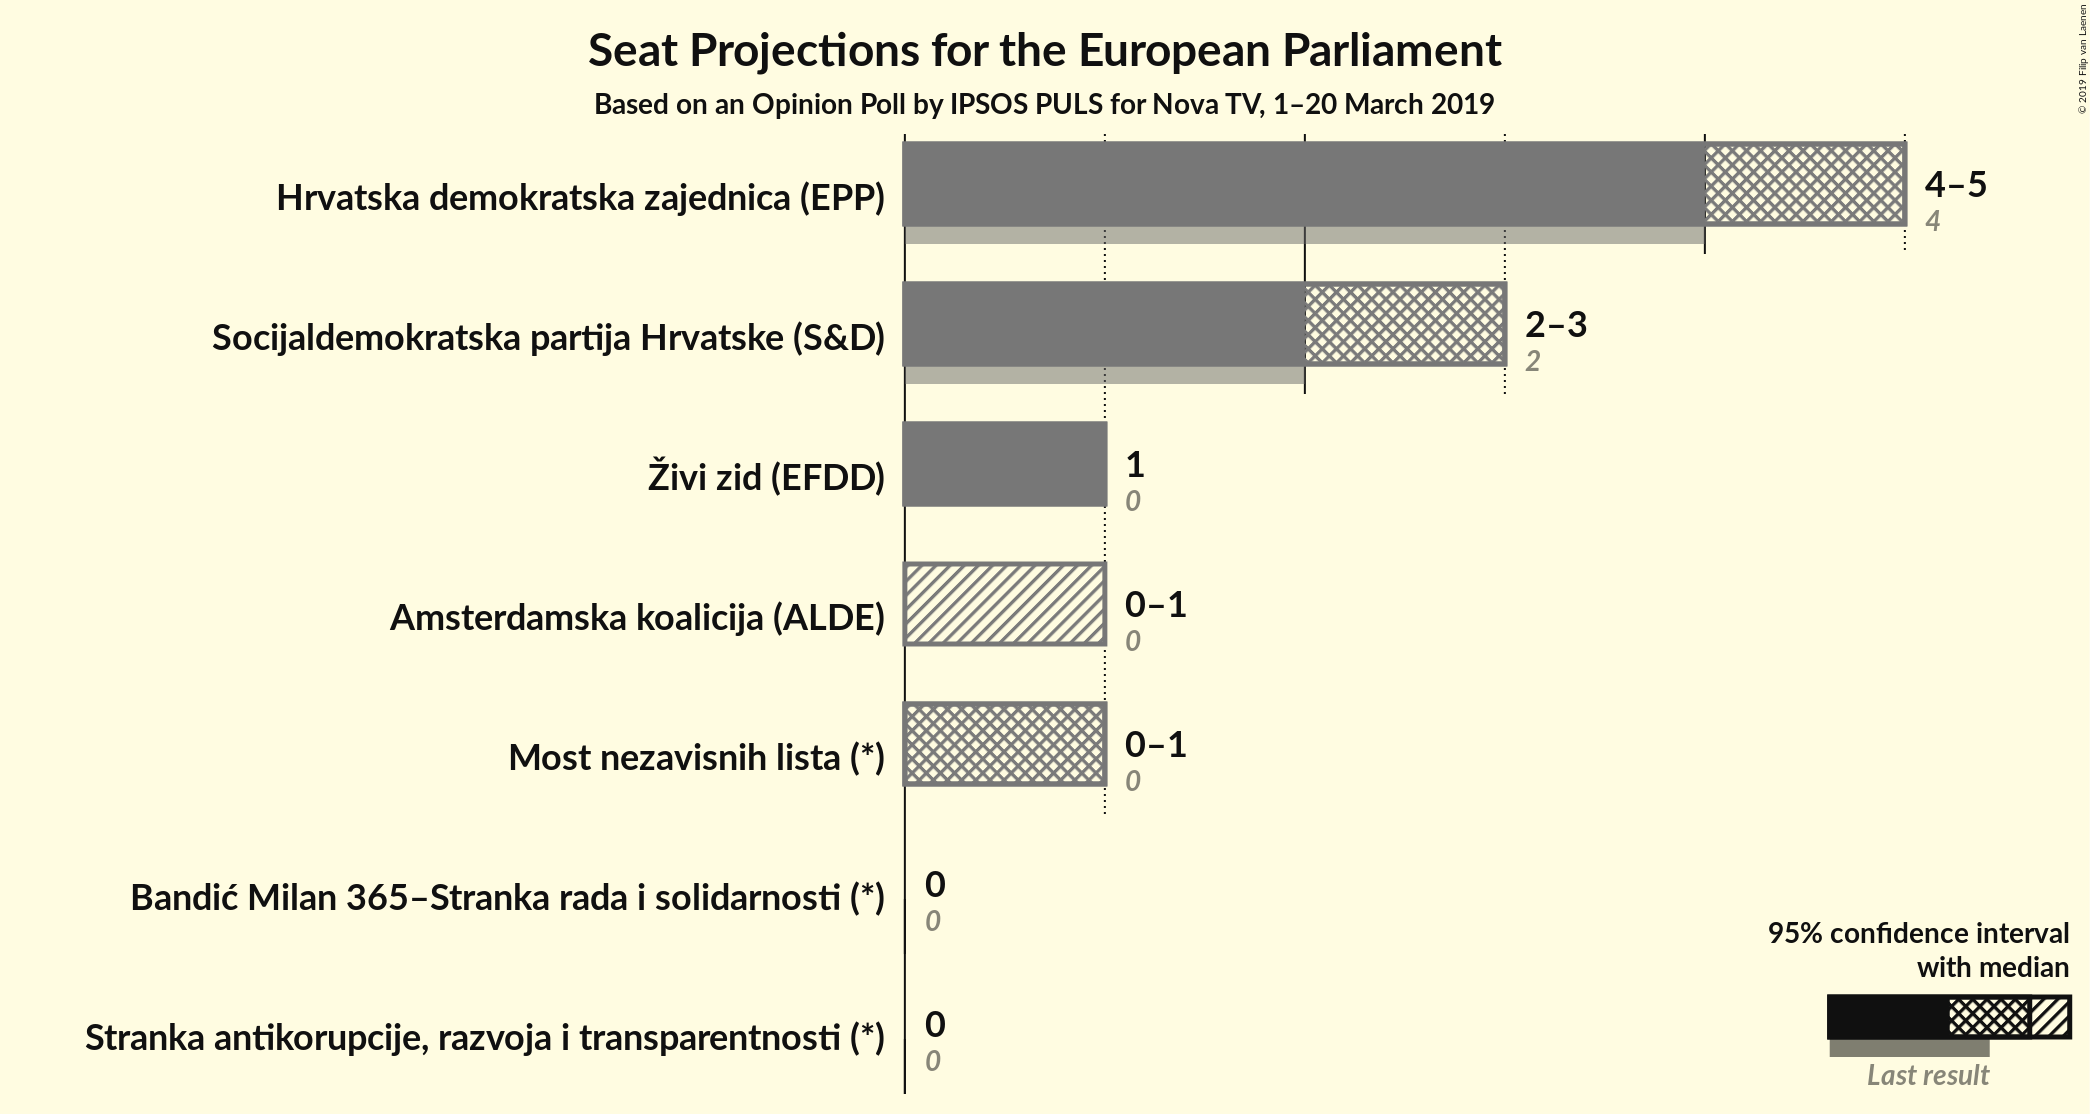 Seat Projections for the European Parliament
Based on an Opinion Poll by IPSOS PULS for Nova TV, 1–20 March 2019
© 2019 Filip van Laenen
Hrvatska demokratska zajednica (EPP)
4–5
4
Socijaldemokratska partija Hrvatske (S&D)
2–3
2
Živi zid (EFDD)
1
0
Amsterdamska koalicija (ALDE)
0–1
0
Most nezavisnih lista (*)
0–1
0
Bandić Milan 365–Stranka rada i solidarnosti (*)
0
0
Stranka antikorupcije, razvoja i transparentnosti (*)
0
0
95% confidence interval
with median
Last result